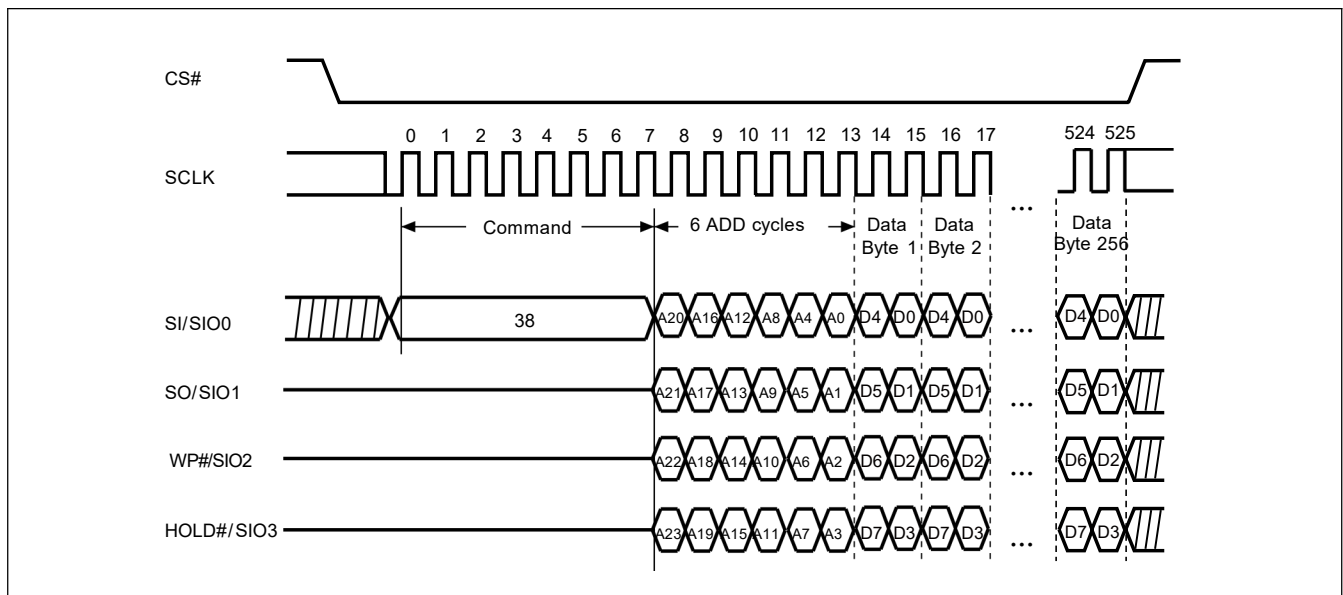 CS#
0 1 2 3 4 5 6 7 8 9 10 11 12 13 14 15 16 17 524 525
SCLK
...
Command 6 ADD cycles Data Byte 1 Data Byte 2 Data Byte 256
SI/SIO0 38 A20 A16 A12 A8 A4 A0 D4 D0 D4 D0 ... D4 D0
SO/SIO1 A21 A17 A13 A9 A5 A1 D5 D1 D5 D1 ... D5 D1
WP#/SIO2 A22 A18 A14 A10 A6 A2 D6 D2 D6 D2 ... D6 D2
HOLD#/SIO3 A23 A19 A15 A11 A7 A3 D7 D3 D7 D3 ... D7 D3